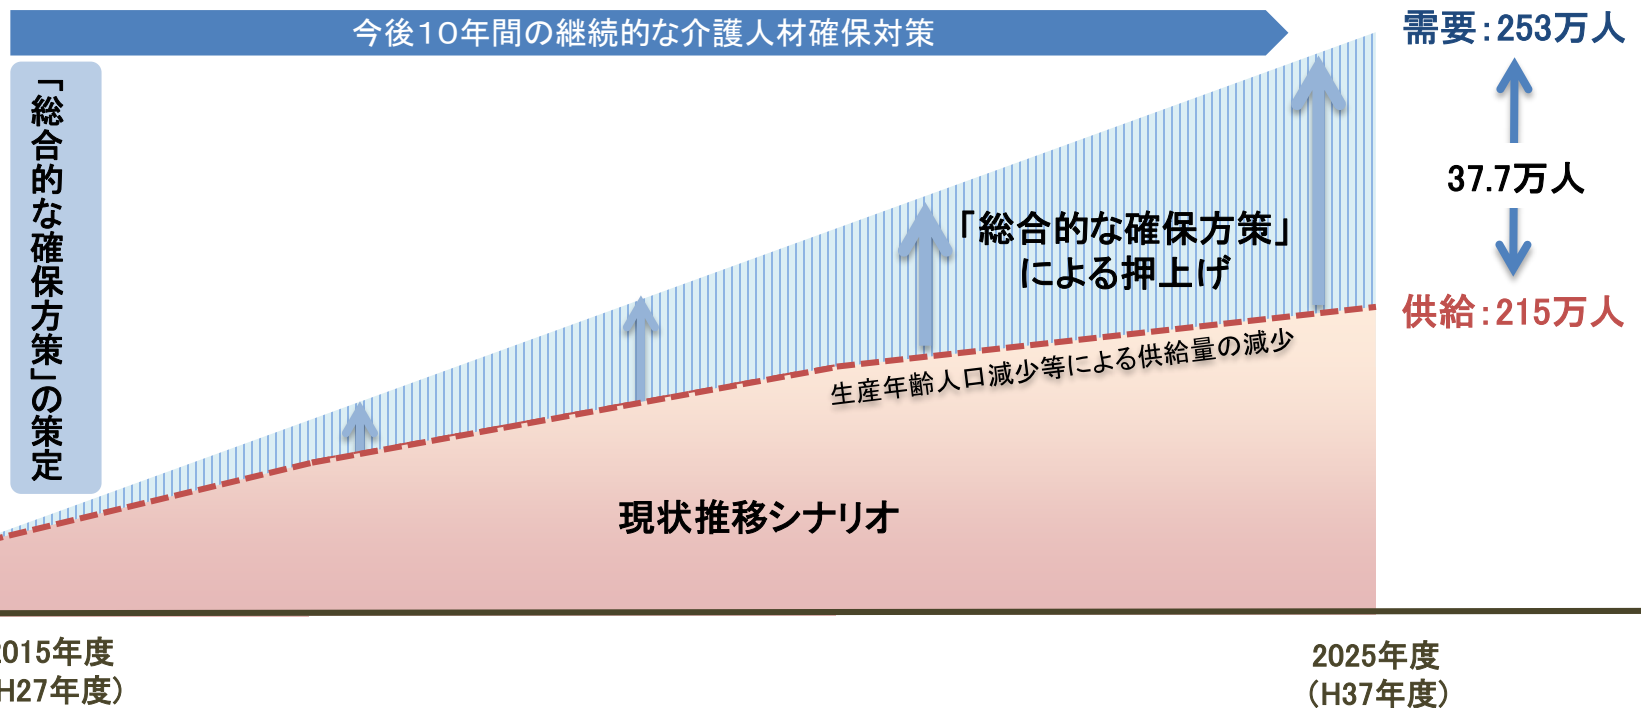 今後10年間の継続的な介護人材確保対策
「総合的な確保方策」の策定
需要：253万人
37.7万人
供給：215万人
「総合的な確保方策」
による押上げ
生産年齢人口減少等による供給量の減少
現状推移シナリオ
2015年度
H27年度）
2025年度
（H37年度）